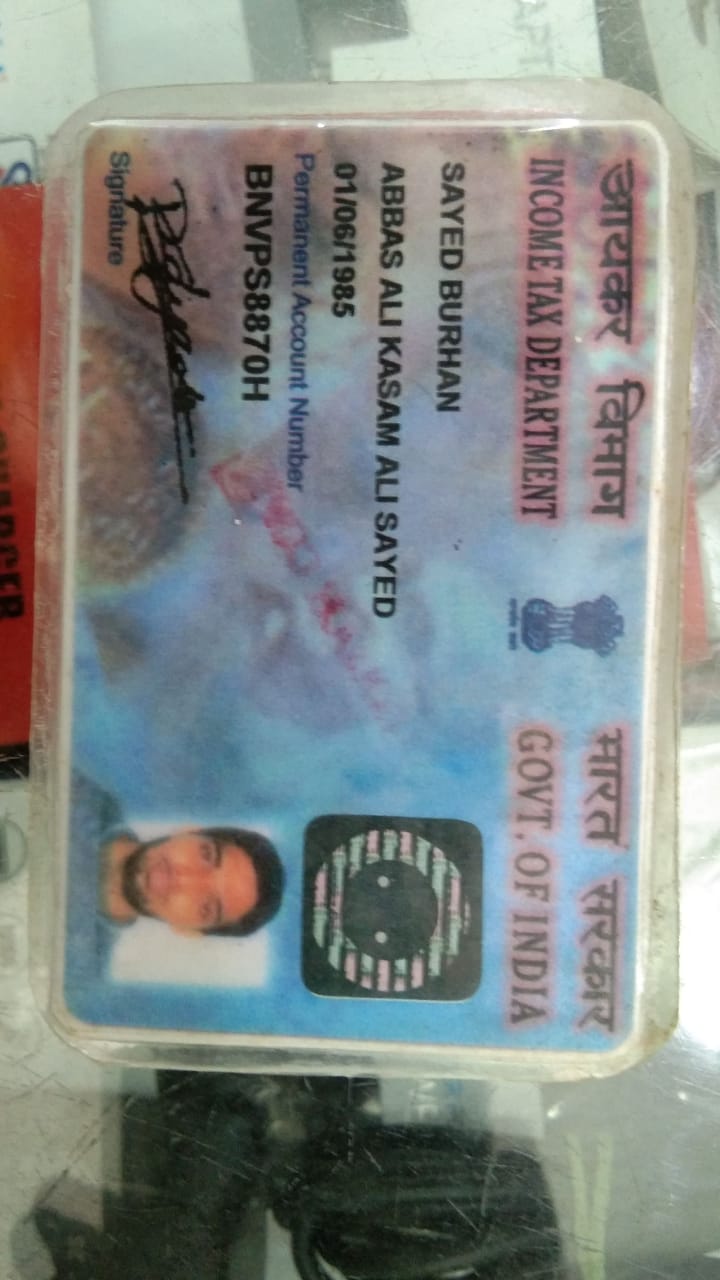 आयकर विभाग
INCOME TAX DEPARTMENT
भारत सरकार
GOVT. OF INDIA
SAYED BURHAN
ABBAS ALI KASAM ALI SAYED
01/06/1985
Permanent Account Number
BNVPS8870H
Signature